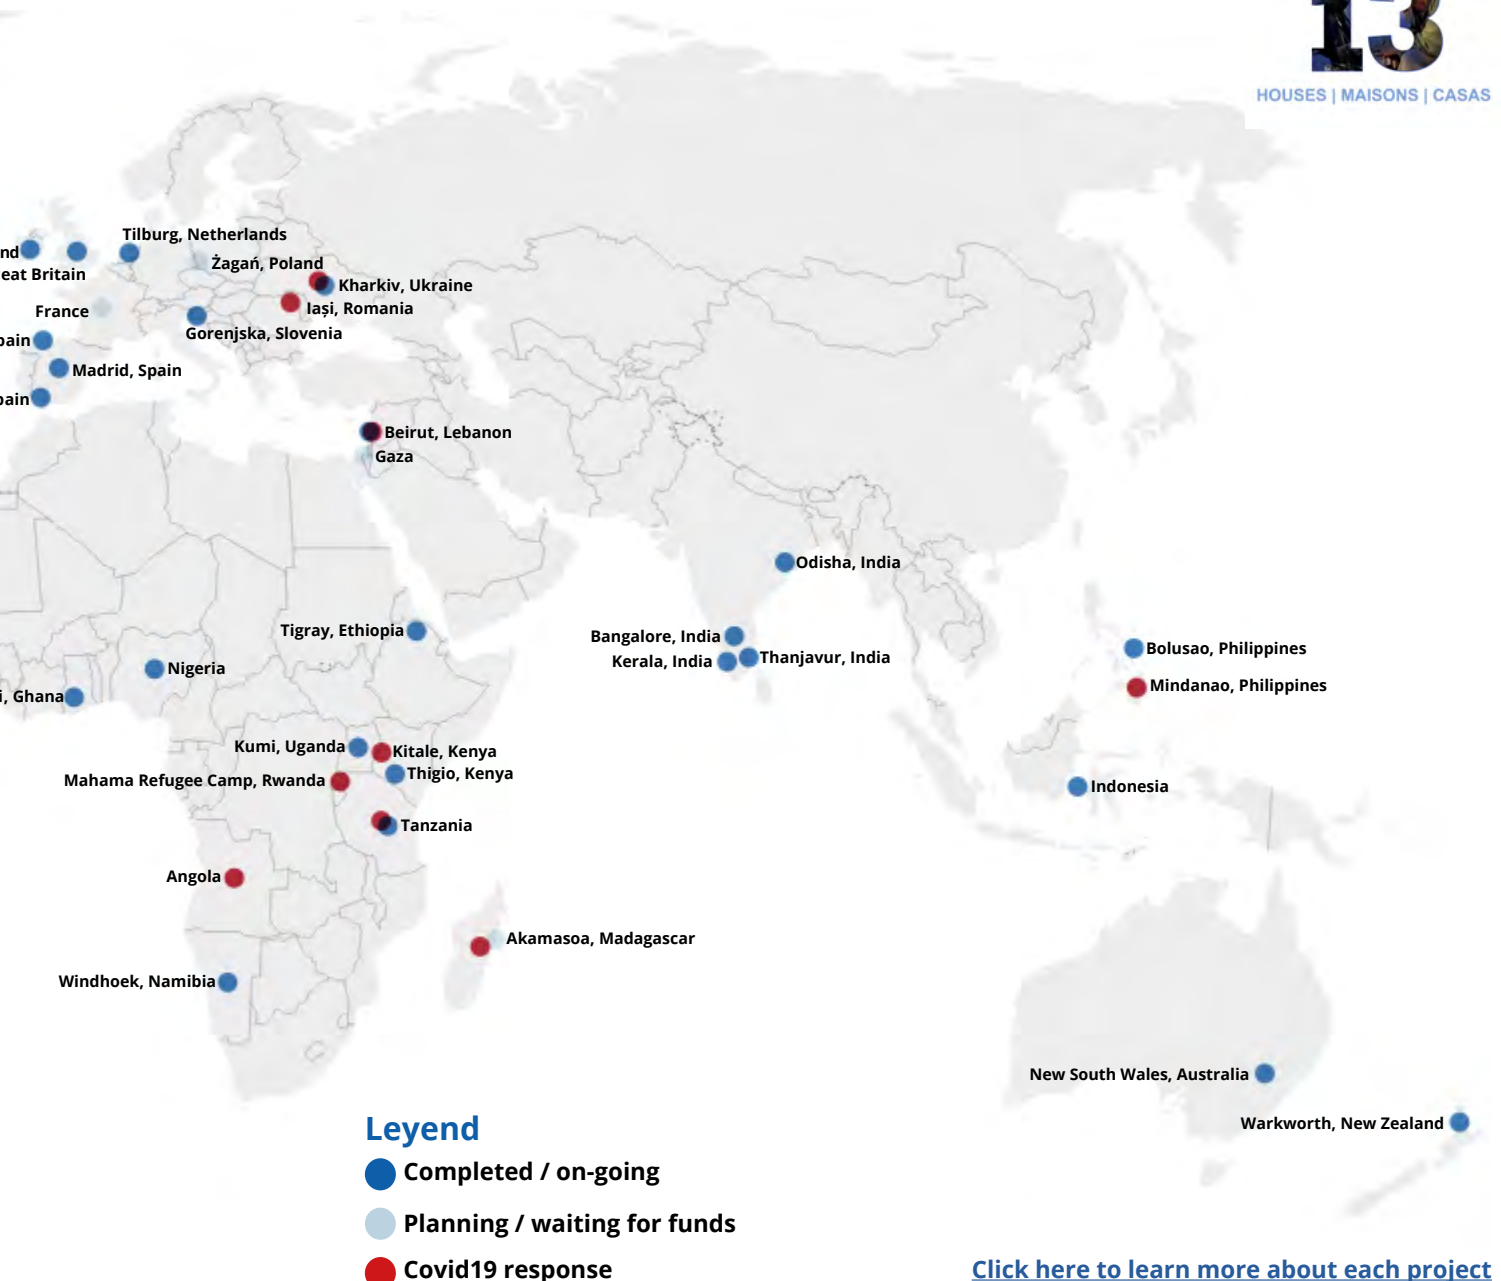 13
HOUSES | MAISONS | CASAS
Tilburg, Netherlands
nd
Żagań, Poland
eat Britain
Kharkiv, Ukraine
France
Iași, Romania
Gorenjska, Slovenia
pain
Madrid, Spain
pain
Beirut, Lebanon
Gaza
Odisha, India
Tigray, Ethiopia
Bangalore, India
Bolusao, Philippines
Kerala, India
Thanjavur, India
Nigeria
Mindanao, Philippines
i, Ghana
Kumi, Uganda
Kitale, Kenya
Thigio, Kenya
Mahama Refugee Camp, Rwanda
Indonesia
Tanzania
Angola
Akamasoa, Madagascar
Windhoek, Namibia
New South Wales, Australia
Warkworth, New Zealand
Leyend
Completed / on-going
Planning / waiting for funds
Covid19 response
Click here to learn more about each project